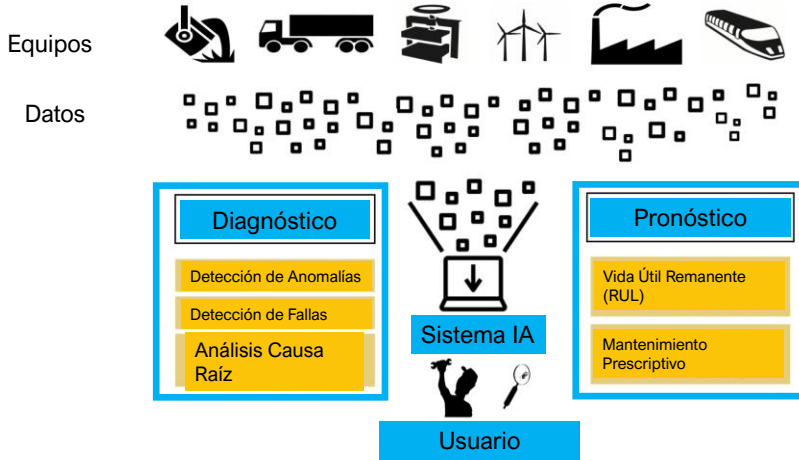 Equipos
Datos
Diagnóstico
Detección de Anomalías
Detección de Fallas
Análisis Causa
Raíz
Sistema IA
Usuario
Pronóstico
Vida Útil Remanente
(RUL)
Mantenimiento
Prescriptivo